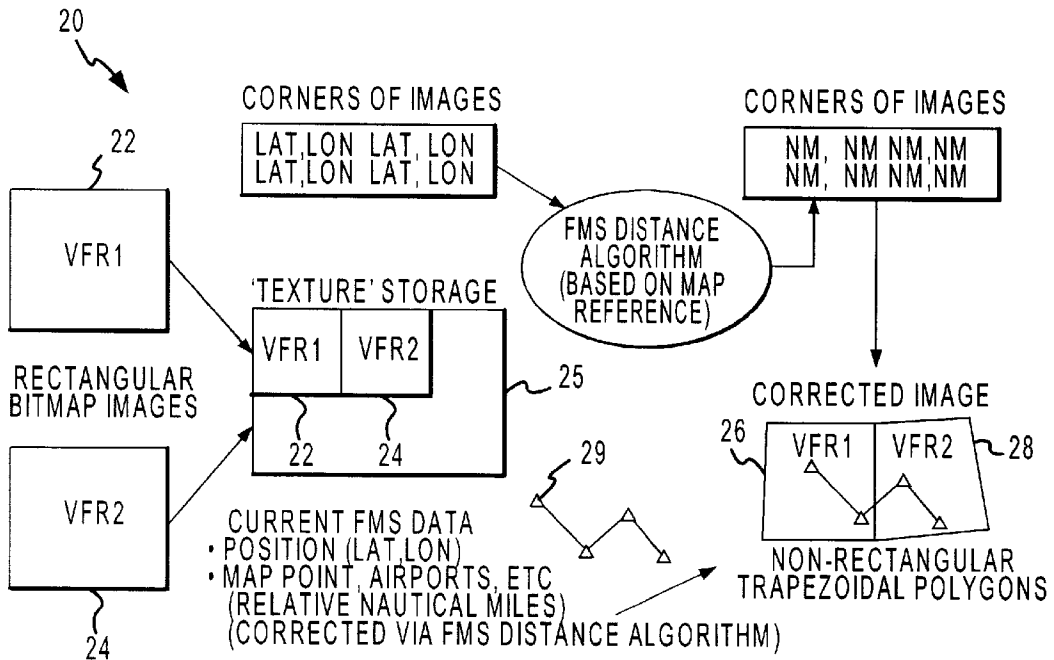 20
22
VFR1
RECTANGULAR
BITMAP IMAGES
VFR2
24
CORNERS OF IMAGES
LAT,LON LAT, LON
LAT,LON LAT, LON
'TEXTURE' STORAGE
VFR1
VFR2
22
24
25
FMS DISTANCE
ALGORITHM
(BASED ON MAP
REFERENCE)
CORNERS OF IMAGES
NM, NM NM,NM
NM, NM NM,NM
CORRECTED IMAGE
26
VFR1
VFR2
28
NON-RECTANGULAR
TRAPEZOIDAL POLYGONS
29
CURRENT FMS DATA
• POSITION (LAT,LON)
• MAP POINT, AIRPORTS, ETC
(RELATIVE NAUTICAL MILES)
(CORRECTED VIA FMS DISTANCE ALGORITHM)